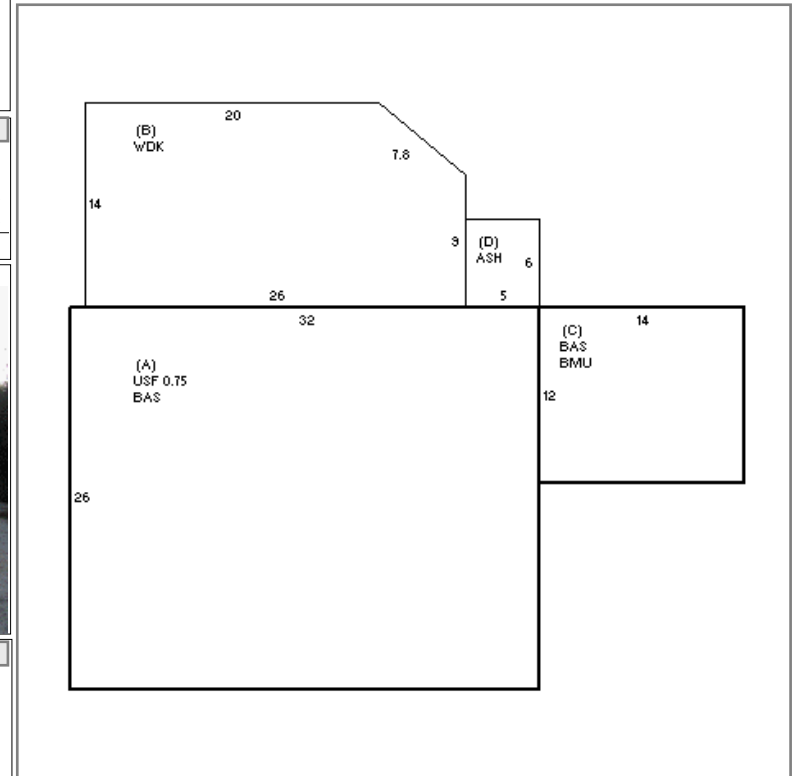 20
(B)
WDK
7.8
14
9
(D)
ASH
6
26
5
32
14
(C)
BAS
BMU
(A)
USF 0.75
BAS
12
26